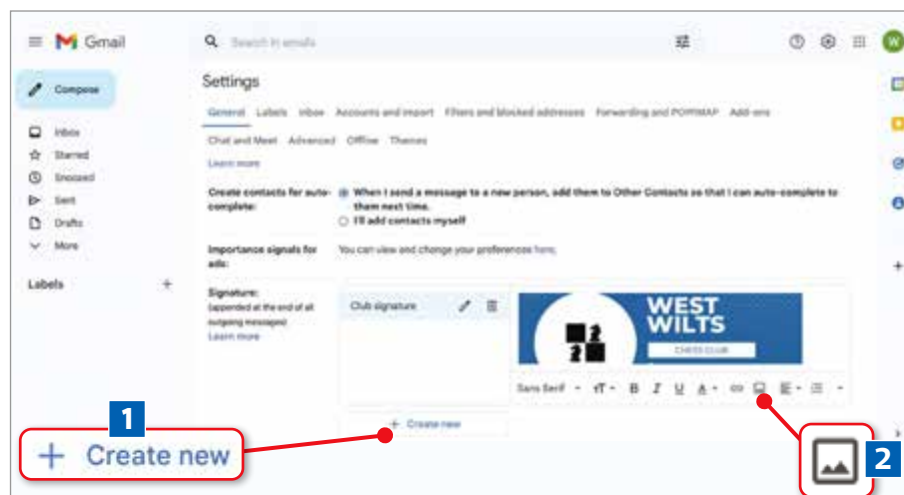 Gmail
Search in emails
W
Compose
Settings
General Labels Inbox Accounts and import Filters and blocked addresses Forwarding and POP/IMAP Add-ons
Chat and Meet Advanced Offline Themes
Inbox
Starred
Snoozed
Sent
Drafts
More
Labels +
Learn more
Create contacts for auto-complete:
When I send a message to a new person, add them to Other Contacts so that I can auto-complete to
them next time.
I'll add contacts myself
Importance signals for
ads:
You can view and change your preferences here.
Signature:
(appended at the end of all
outgoing messages)
Learn more
Club signature
WEST
WILTS
CHESS CLUB
Sans Serif
B I U A
+ Create new
1
+ Create new
2